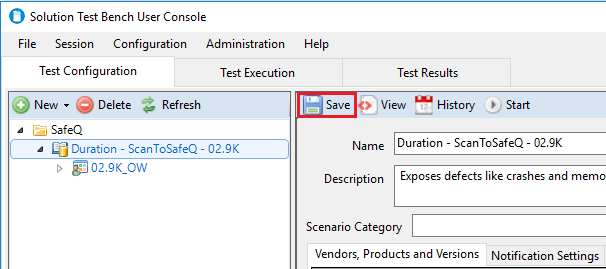 Solution Test Bench User Console
File Session Configuration Administration Help
Test Configuration Test Execution Test Results
New Delete Refresh Save View History Start
SafeQ
Duration - ScanToSafeQ - 02.9K
02.9K_OW
Name Duration - ScanToSafeQ - 02.9K
Description Exposes defects like crashes and memo
Scenario Category
Vendors, Products and Versions Notification Settings